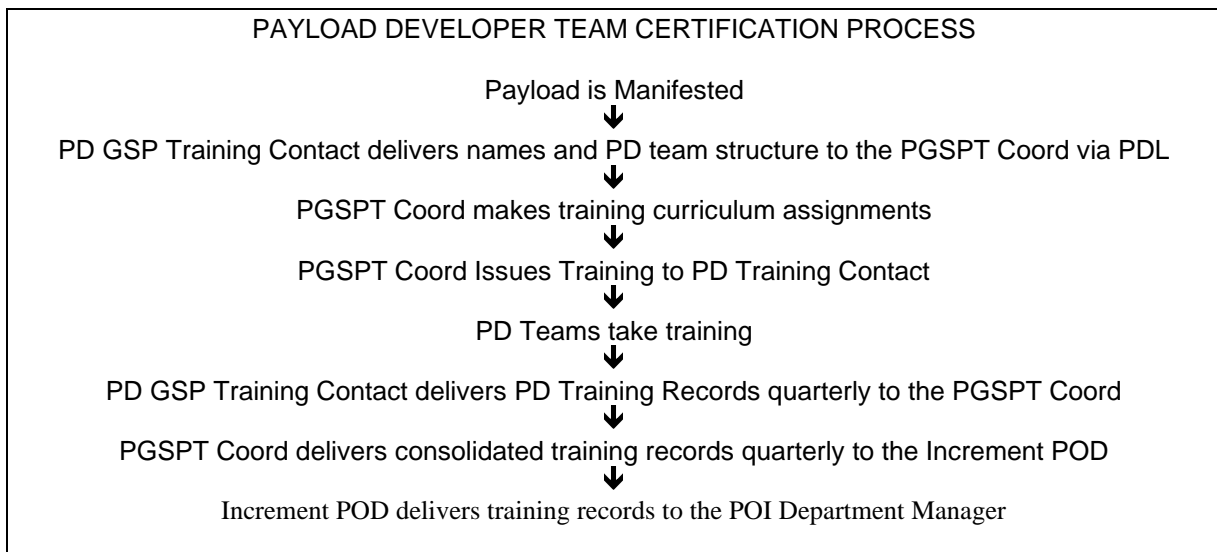 PAYLOAD DEVELOPER TEAM CERTIFICATION PROCESS
Payload is Manifested
PD GSP Training Contact delivers names and PD team structure to the PGSPT Coord via PDL
PGSPT Coord makes training curriculum assignments
PGSPT Coord Issues Training to PD Training Contact
PD Teams take training
PD GSP Training Contact delivers PD Training Records quarterly to the PGSPT Coord
PGSPT Coord delivers consolidated training records quarterly to the Increment POD
Increment POD delivers training records to the POI Department Manager